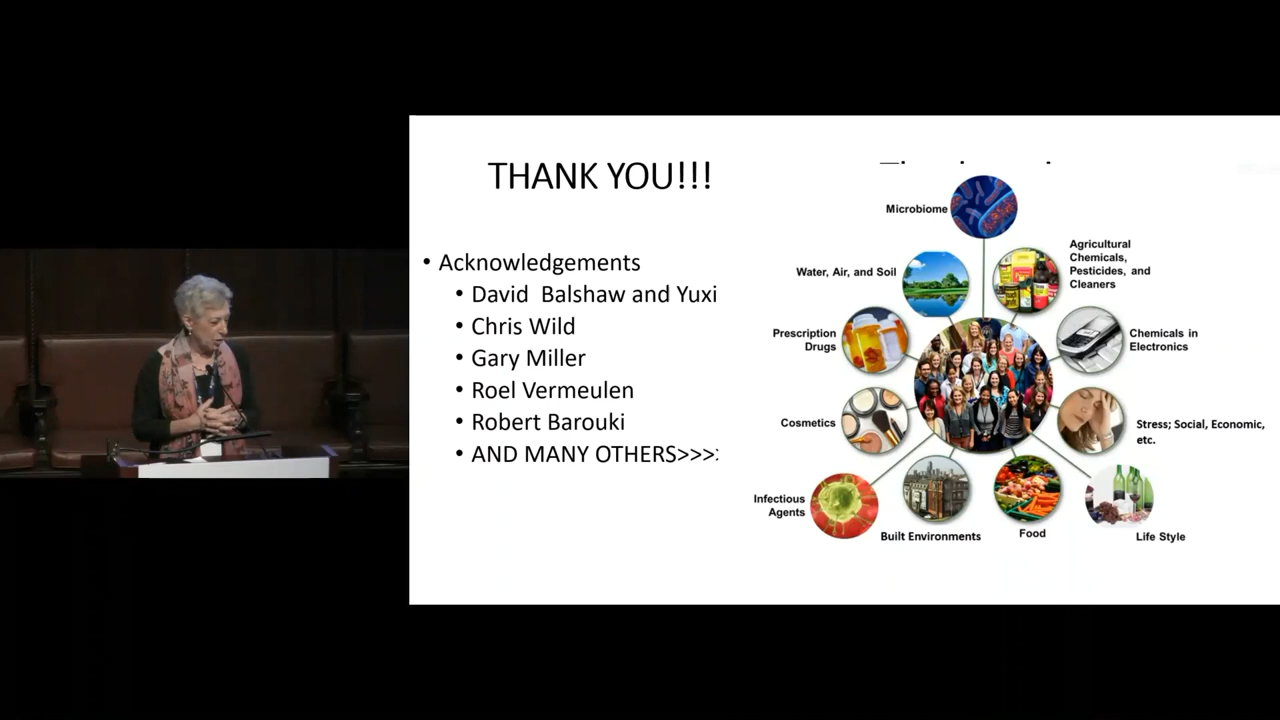 THANK YOU!!!
• Acknowledgements
• David Balshaw and Yuxi
• Chris Wild
• Gary Miller
• Roel Vermeulen
• Robert Barouki
• AND MANY OTHERS>>>
Microbiome
Agricultural
Chemicals,
Pesticides, and
Cleaners
Water, Air, and Soil
Prescription
Drugs
Chemicals in
Electronics
Cosmetics
Stress; Social, Economic,
etc.
Infectious
Agents
Built Environments
Food
Life Style